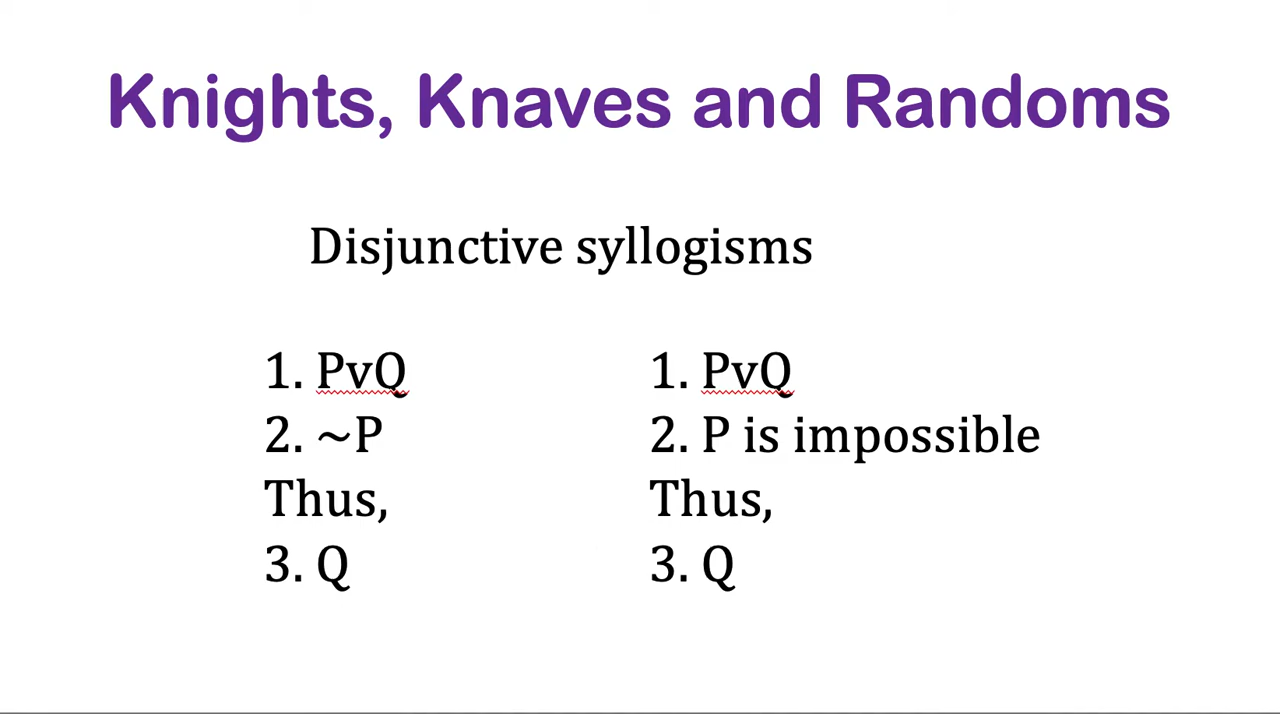 Knights, Knaves and Randoms
Disjunctive syllogisms
1. PvQ
2. ~P
Thus,
3. Q
1. PvQ
2. P is impossible
Thus,
3. Q